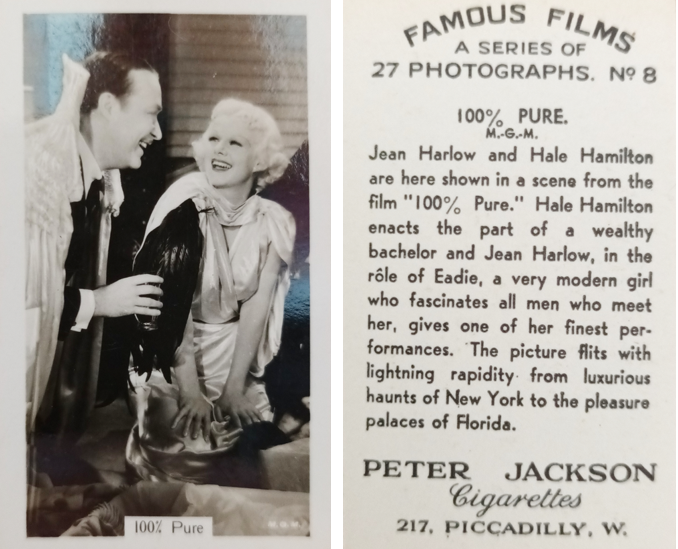 100% Pure
M.G.M.
FAMOUS FILMS
A SERIES OF
27 PHOTOGRAPHS. Nº 8
100% PURE.
M.-G.-M.
Jean Harlow and Hale Hamilton
are here shown in a scene from the
film "100% Pure." Hale Hamilton
enacts the part of a wealthy
bachelor and Jean Harlow, in the
rôle of Eadie, a very modern girl
who fascinates all men who meet
her, gives one of her finest per-
formances. The picture flits with
lightning rapidity from luxurious
haunts of New York to the pleasure
palaces of Florida.
PETER JACKSON
Cigarettes
217, PICCADILLY, W.